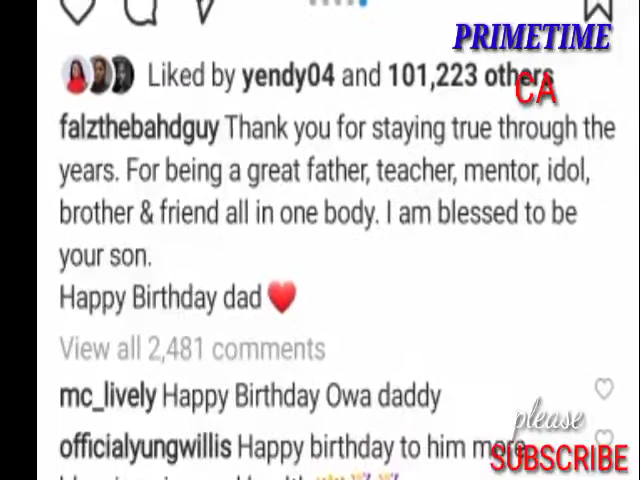 PRIMETIME
Liked by yendy04 and 101,223 others
CA
falzthebahdguy Thank you for staying true through the
years. For being a great father, teacher, mentor, idol,
brother & friend all in one body. I am blessed to be
your son.
Happy Birthday dad ❤️
View all 2,481 comments
mc_lively Happy Birthday Owa daddy
please
officialyungwillis Happy birthday to him more
SUBSCRIBE